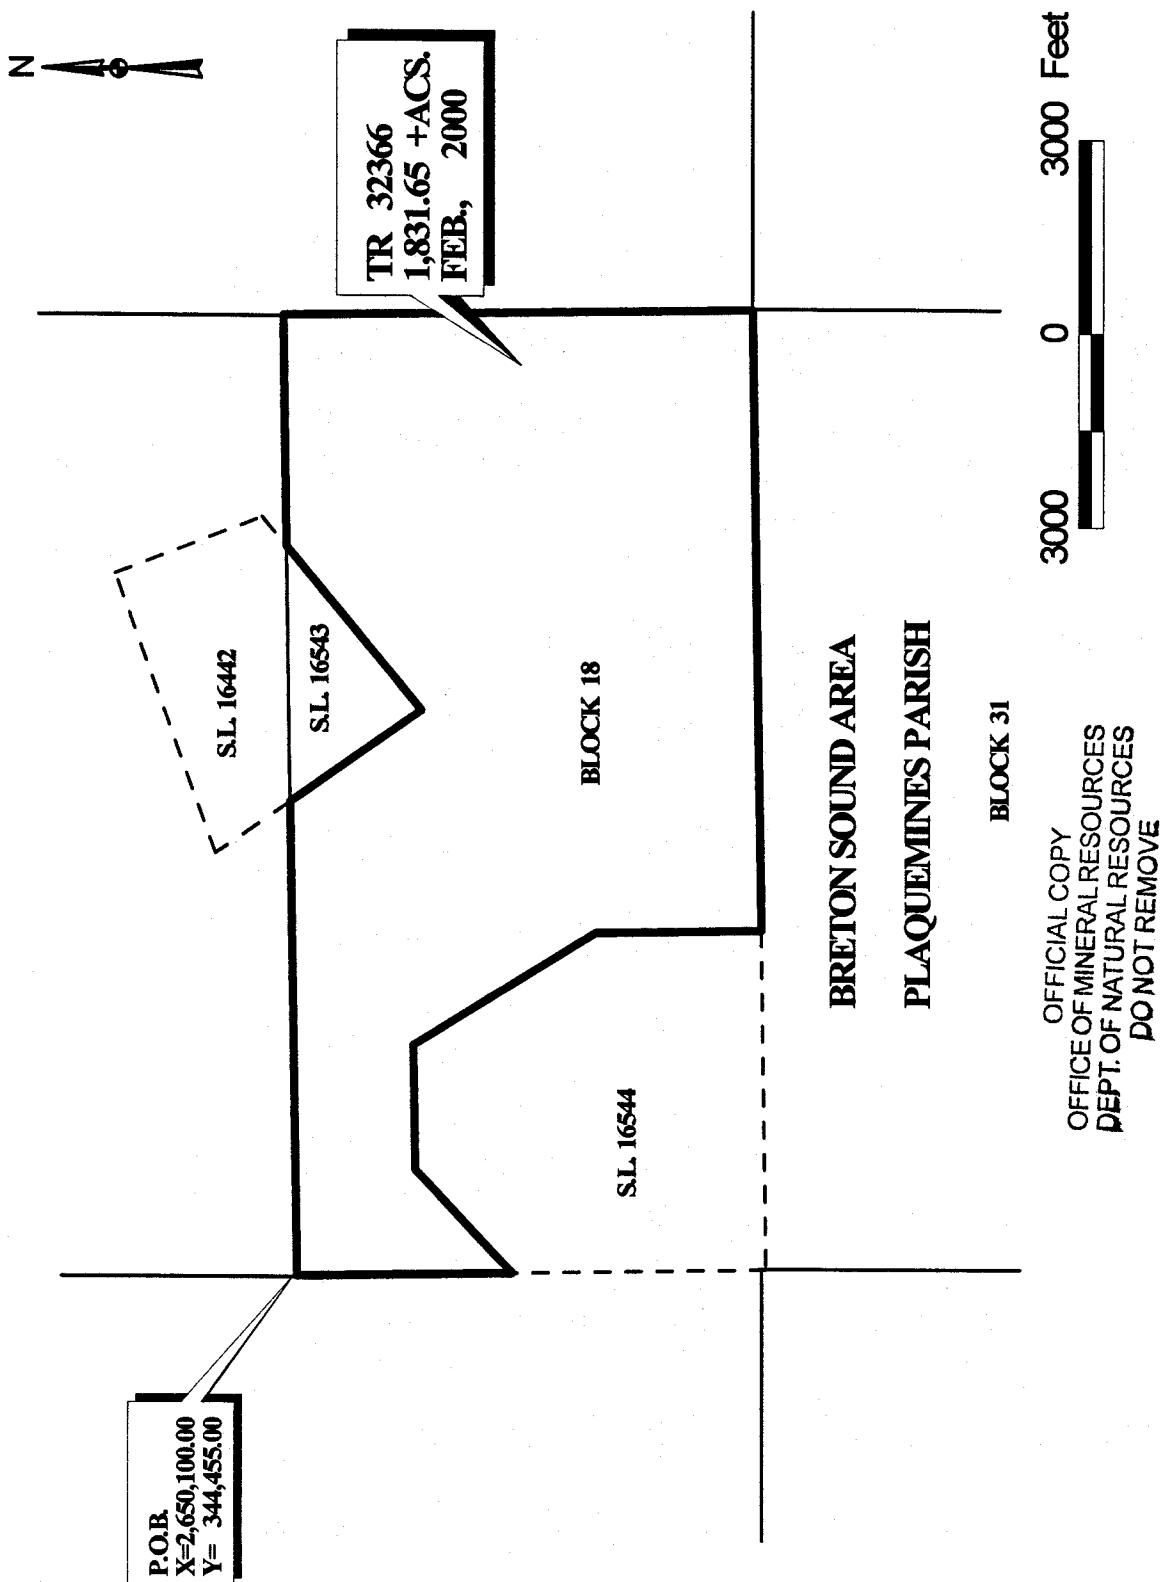 N
TR 32366
1,831.65 +ACS.
FEB., 2000
P.O.B.
X=2,650,100.00
Y= 344,455.00
S.L. 16442
S.L. 16543
BLOCK 18
S.L. 16544
BRETON SOUND AREA
PLAQUEMINES PARISH
BLOCK 31
OFFICIAL COPY
OFFICE OF MINERAL RESOURCES
DEPT. OF NATURAL RESOURCES
DO NOT REMOVE
3000 0 3000 Feet